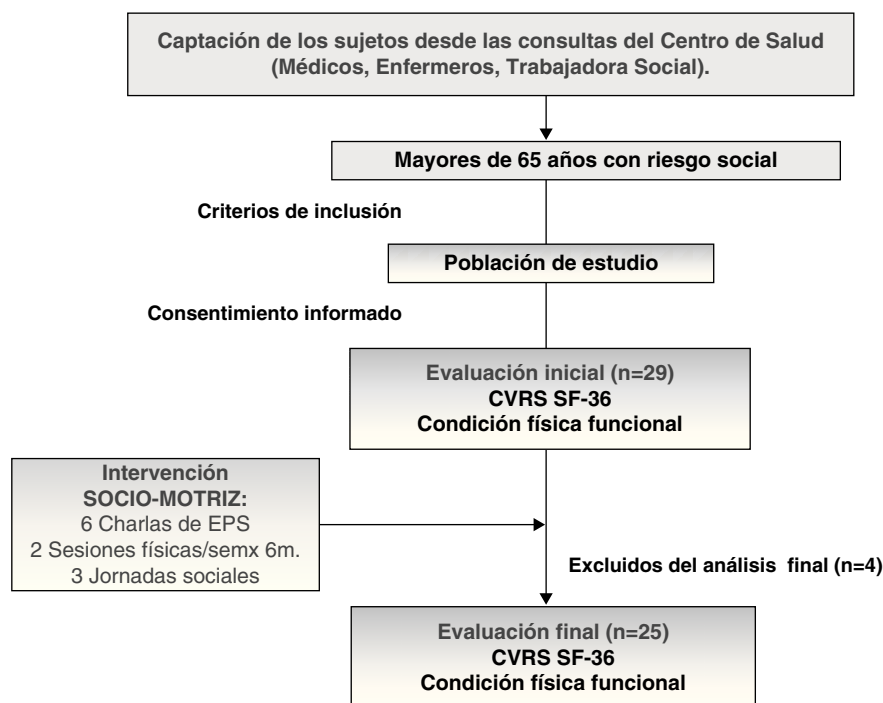 Captación de los sujetos desde las consultas del Centro de Salud
(Médicos, Enfermeros, Trabajadora Social).
Mayores de 65 años con riesgo social
Criterios de inclusión
Población de estudio
Consentimiento informado
Evaluación inicial (n=29)
CVRS SF-36
Condición física funcional
Intervención
SOCIO-MOTRIZ:
6 Charlas de EPS
2 Sesiones físicas/semx 6m.
3 Jornadas sociales
Excluidos del análisis final (n=4)
Evaluación final (n=25)
CVRS SF-36
Condición física funcional